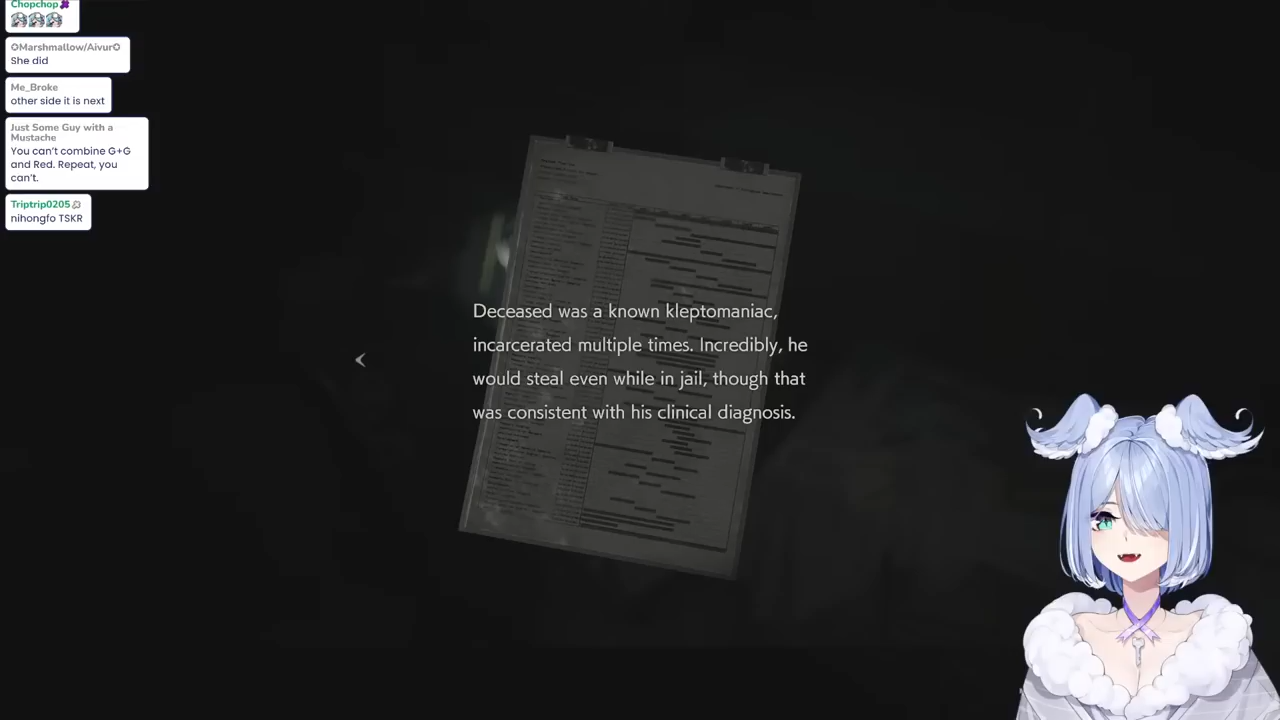 Chopchop
✪Marshmallow/Aivur✪
She did
Me_Broke
other side it is next
Just Some Guy with a
Mustache
You can't combine G+G
and Red. Repeat, you
can't.
Triptrip0205
nihongfo TSKR
Deceased was a known kleptomaniac,
incarcerated multiple times. Incredibly, he
would steal even while in jail, though that
was consistent with his clinical diagnosis.